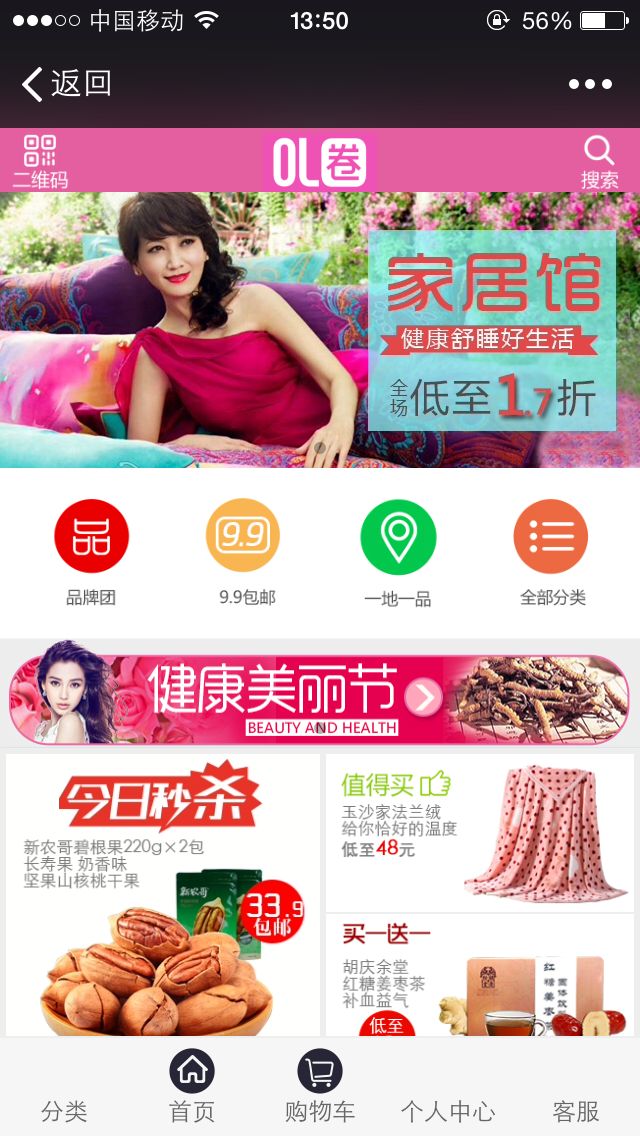 中国移动
13:50
56%
返回
二维码
OL卷
搜索
家居馆
健康舒睡好生活
全场低至1.7折
品
9.9
品牌团
9.9包邮
一地一品
全部分类
健康美丽节
BEAUTY AND HEALTH
今日秒杀
新农哥碧根果220g×2包
长寿果 奶香味
坚果山核桃干果
新农哥
33.9
包邮
值得买
玉沙家法兰绒
给你恰好的温度
低至48元
买一送一
胡庆余堂
红糖姜枣茶
补血益气
红糖姜枣
固体饮
低至
分类
首页
购物车
个人中心
客服